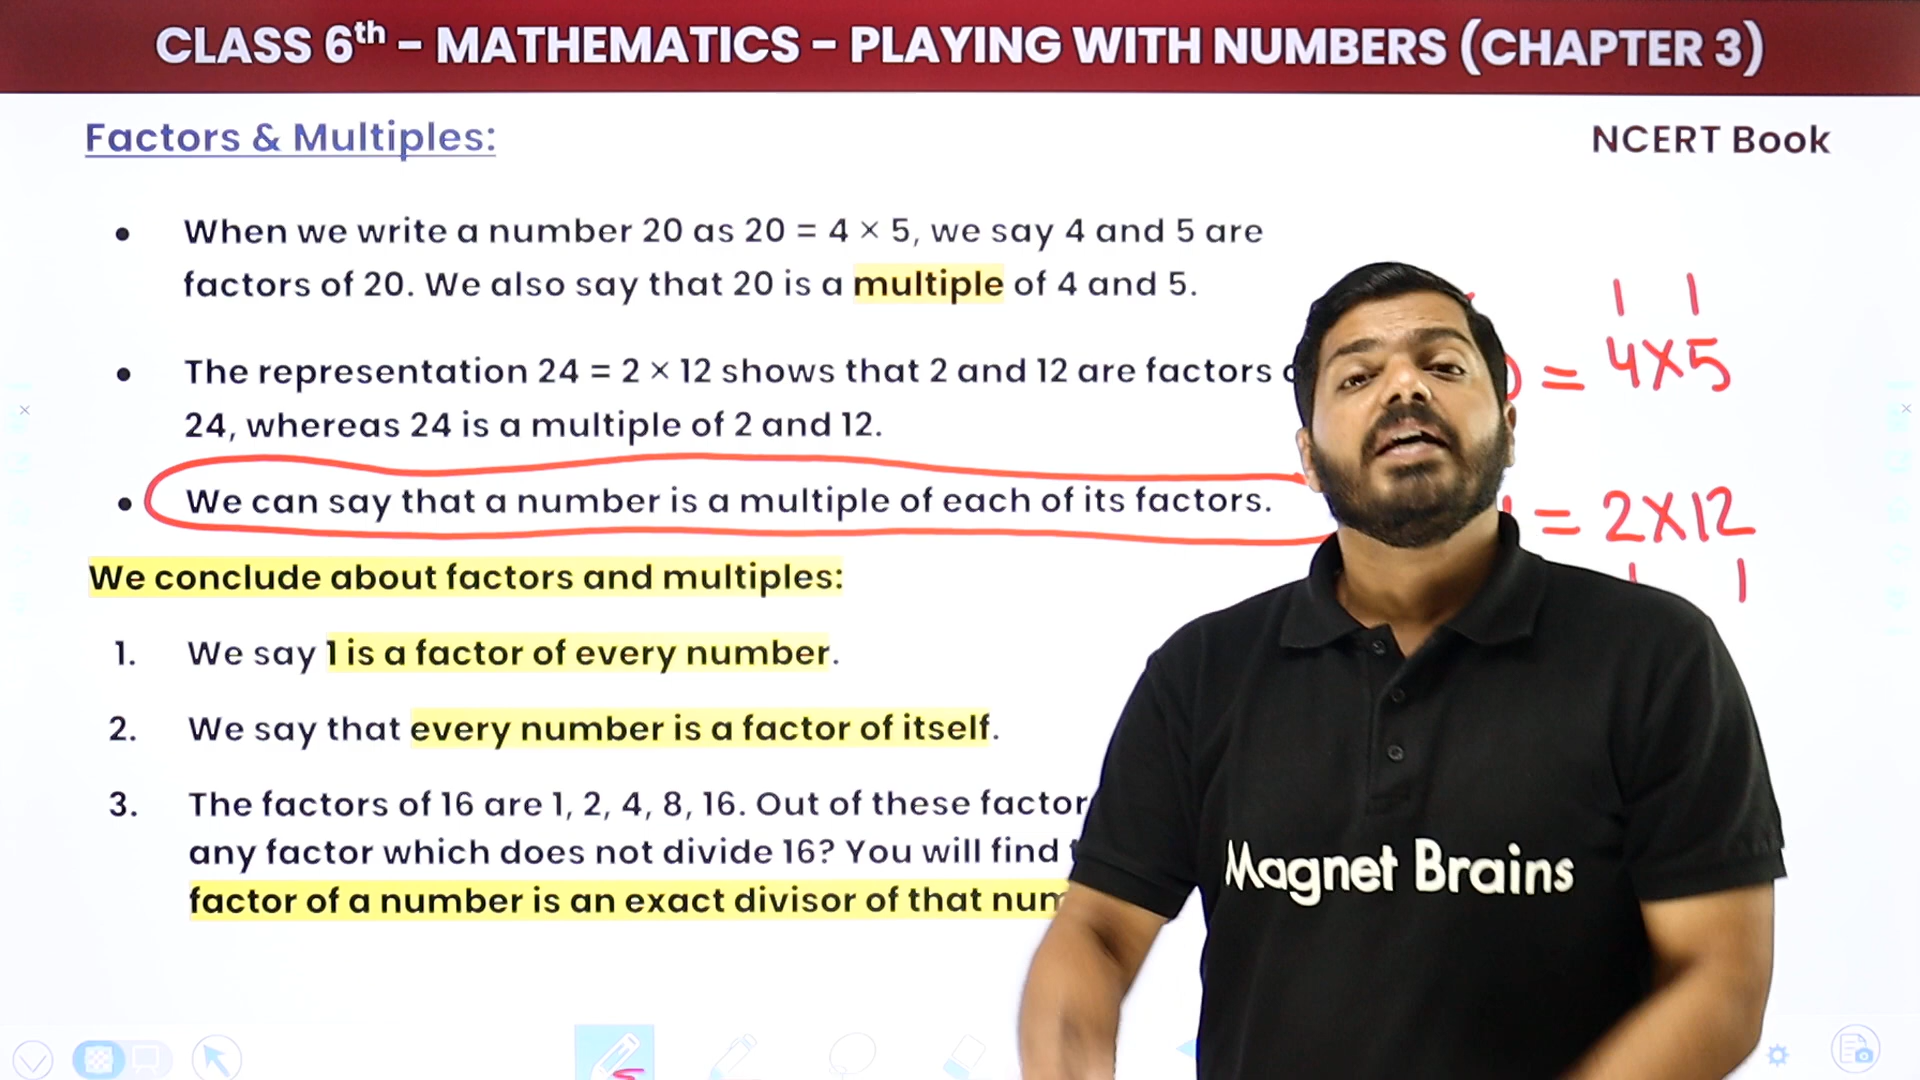 CLASS 6th – MATHEMATICS – PLAYING WITH NUMBERS (CHAPTER 3)
Factors & Multiples:
NCERT Book
• When we write a number 20 as 20 = 4 × 5, we say 4 and 5 are
factors of 20. We also say that 20 is a multiple of 4 and 5.
• The representation 24 = 2 × 12 shows that 2 and 12 are factors
24, whereas 24 is a multiple of 2 and 12.
• We can say that a number is a multiple of each of its factors.
= 4X5
= 2X12
We conclude about factors and multiples:
1. We say 1 is a factor of every number.
2. We say that every number is a factor of itself.
3. The factors of 16 are 1, 2, 4, 8, 16. Out of these factor
any factor which does not divide 16? You will find
factor of a number is an exact divisor of that num
Magnet Brains